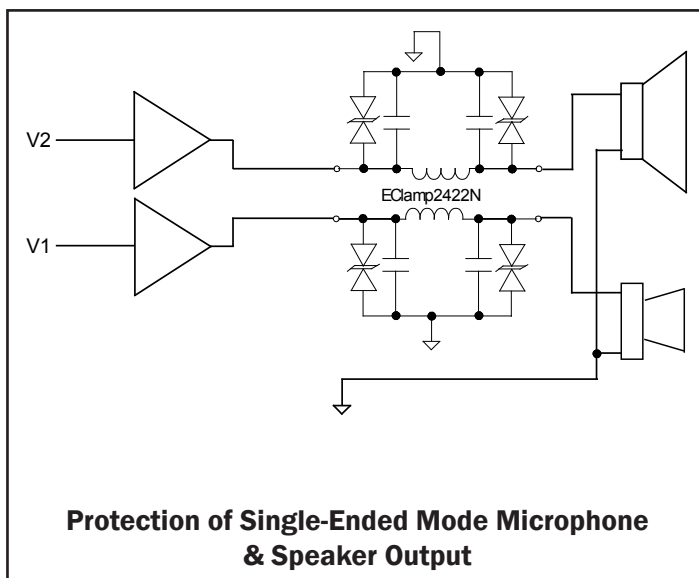 V2
EClamp2422N
V1
Protection of Single-Ended Mode Microphone
& Speaker Output